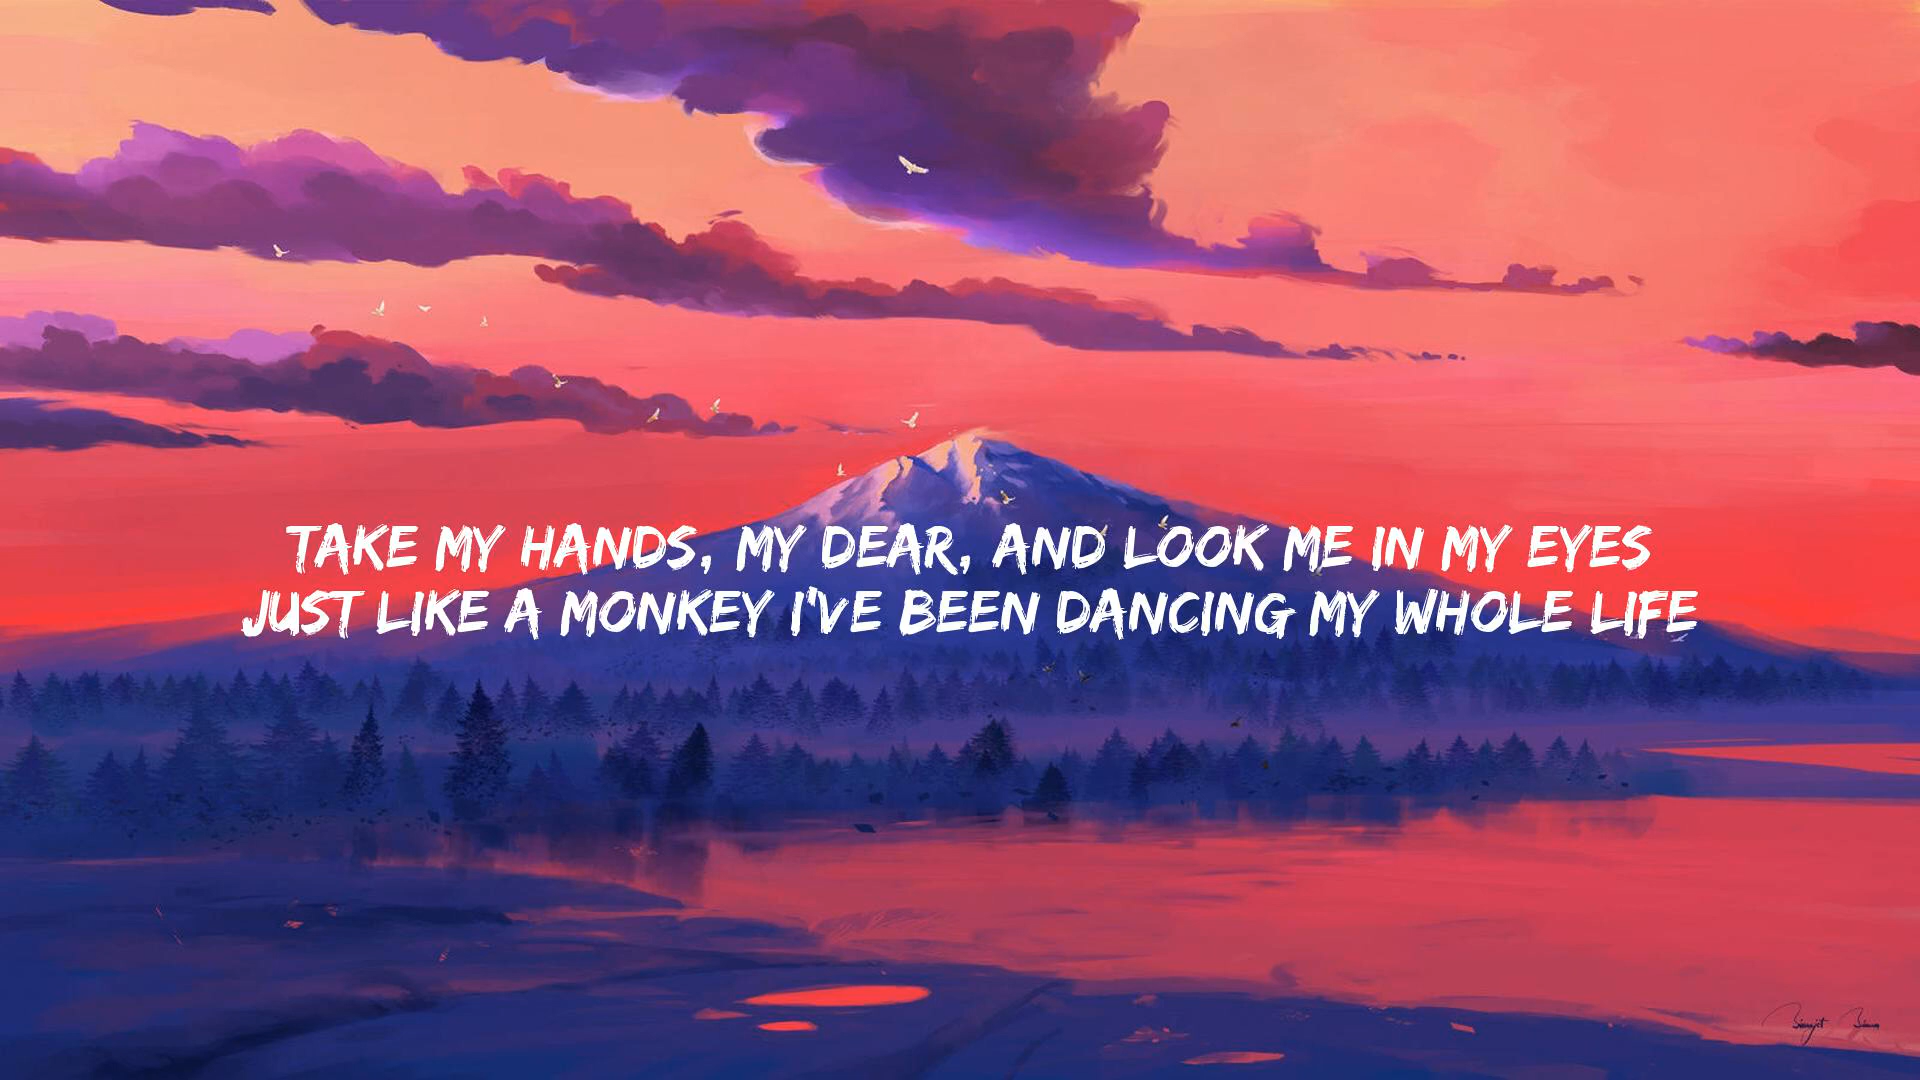 TAKE MY HANDS, MY DEAR, AND LOOK ME IN MY EYES
JUST LIKE A MONKEY I'VE BEEN DANCING MY WHOLE LIFE